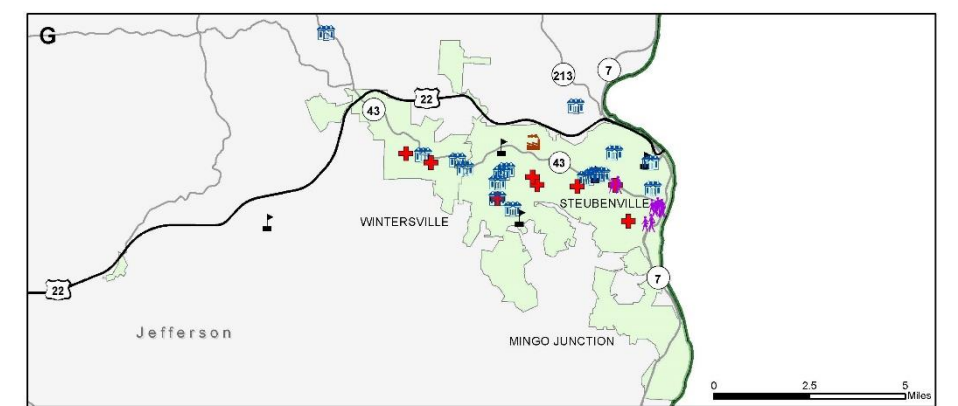 G
213
7
22
43
43
STEUBENVILLE
WINTERSVILLE
7
22
Jefferson
MINGO JUNCTION
0 2.5 5
Miles